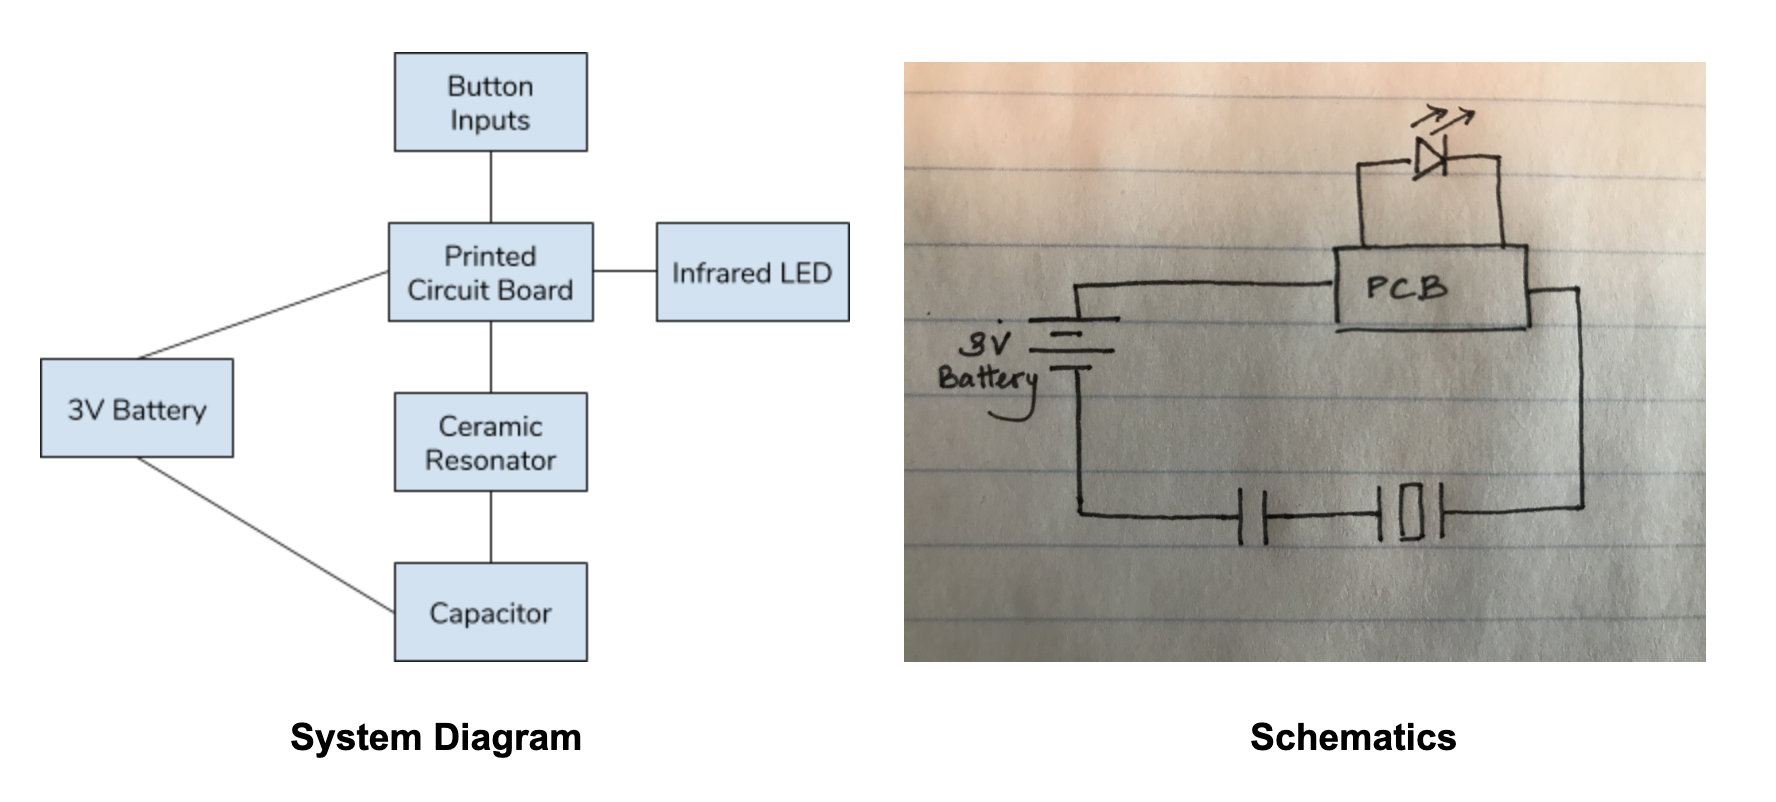 Button
Inputs
Printed
Circuit Board
Infrared LED
3V Battery
Ceramic
Resonator
Capacitor
System Diagram
PCB
3V
Battery
Schematics